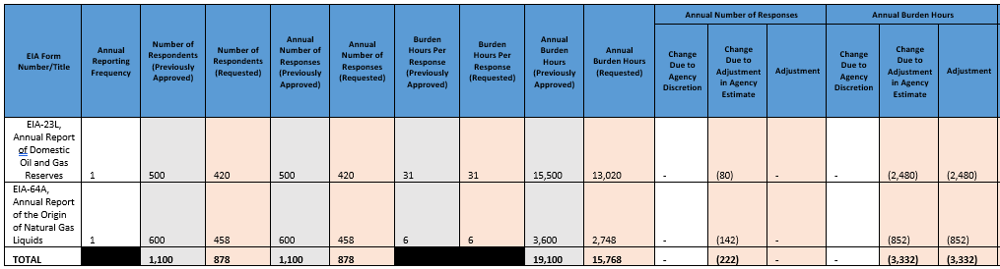 Annual Number of Responses
Annual Burden Hours
EIA Form
Number/Title
Annual
Reporting
Frequency
Number of
Respondents
(Previously
Approved)
Number of
Respondents
(Requested)
Annual
Number of
Responses
(Previously
Approved)
Annual
Number of
Responses
(Requested)
Burden
Hours Per
Response
(Previously
Approved)
Burden
Hours Per
Response
(Requested)
Annual
Burden
Hours
(Previously
Approved)
Annual
Burden Hours
(Requested)
Change
Due to
Agency
Discretion
Change
Due to
Adjustment
in Agency
Estimate
Adjustment
Change
Due to
Agency
Discretion
Change
Due to
Adjustment
in Agency
Estimate
Adjustment
EIA-23L,
Annual Report
of Domestic
Oil and Gas
Reserves
1 500 420 500 420 31 31 15,500 13,020 - (80) - - (2,480) (2,480)
EIA-64A,
Annual Report
of the Origin
of Natural Gas
Liquids
1 600 458 600 458 6 6 3,600 2,748 - (142) - - (852) (852)
TOTAL 1,100 878 1,100 878 19,100 15,768 - (222) - - (3,332) (3,332)